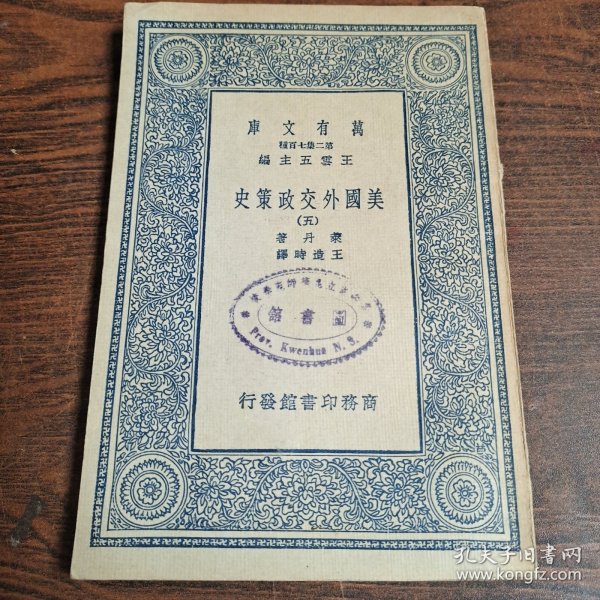 萬有文庫
第二集七百種
王雲五主編
美國外交政策史
(五)
桑丹著
王造時譯
圖書館
Prov. Kwenhua N. S.
商務印書館發行
孔夫子旧书网
www.kongfz.com